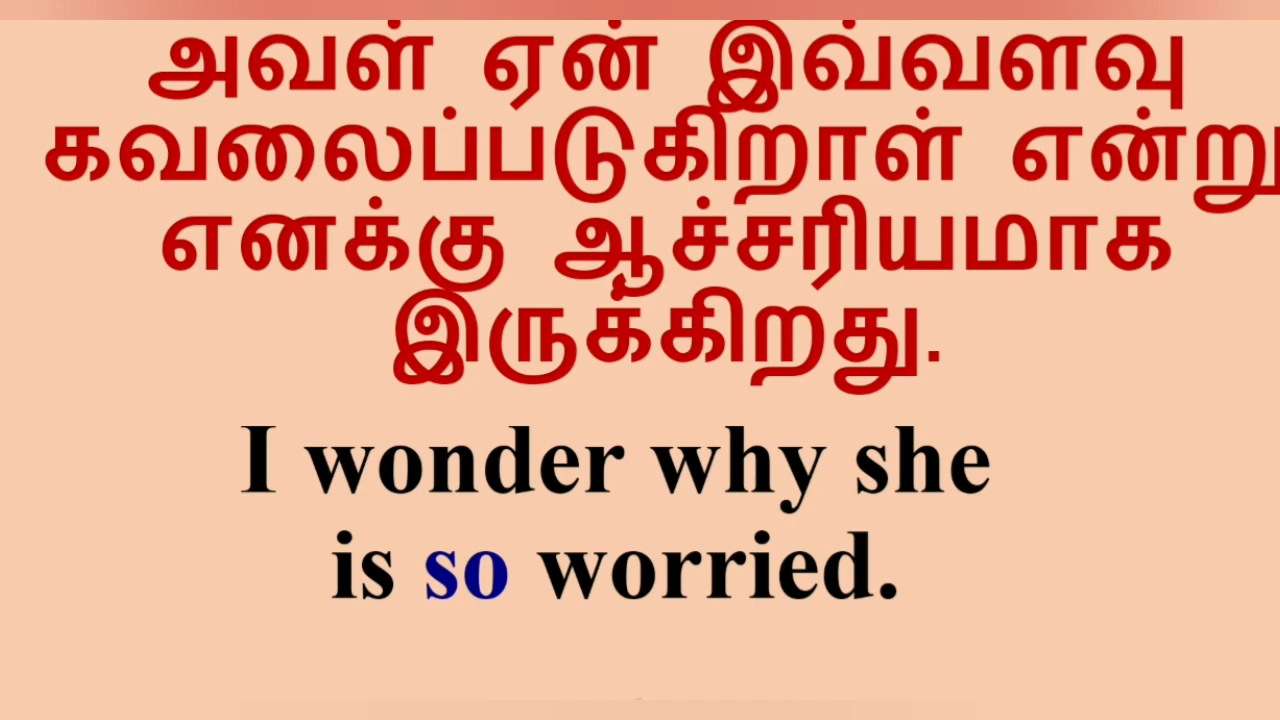 அவள் ஏன் இவ்வளவு
கவலைப்படுகிறாள் என்று
எனக்கு ஆச்சரியமாக
இருக்கிறது.
I wonder why she
is so worried.